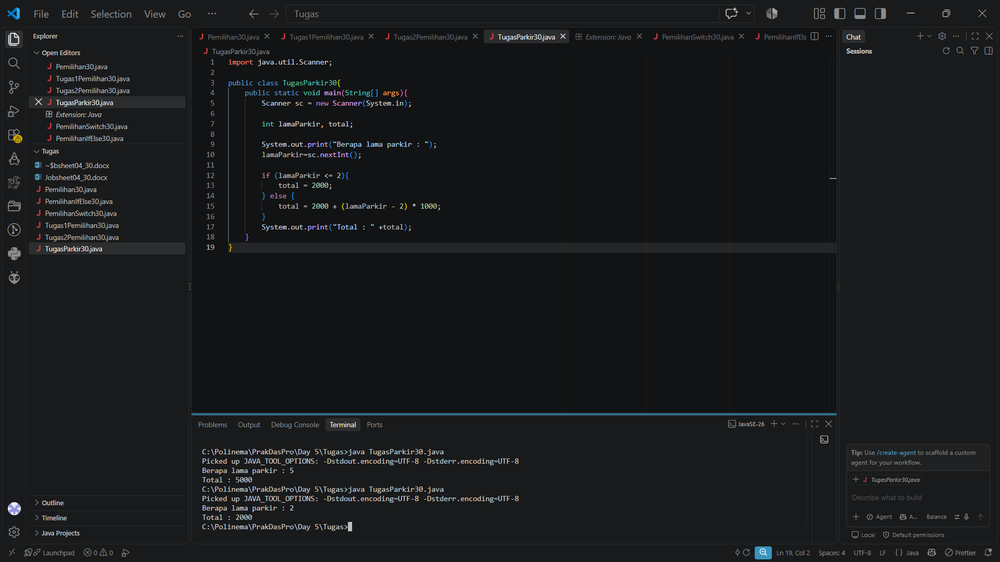 File Edit Selection View Go ···
Tugas
Explorer
Open Editors
Pemilihan30.java
Tugas1Pemilihan30.java
Tugas2Pemilihan30.java
TugasParkir30.java
Extension: Java
PemilihanSwitch30.java
PemilihanIfElse30.java
Tugas
~$bsheet04_30.docx
Jobsheet04_30.docx
Pemilihan30.java
PemilihanIfElse30.java
PemilihanSwitch30.java
Tugas1Pemilihan30.java
Tugas2Pemilihan30.java
TugasParkir30.java
Outline
Timeline
Java Projects
Pemilihan30.java Tugas1Pemilihan30.java Tugas2Pemilihan30.java TugasParkir30.java Extension: Java PemilihanSwitch30.java PemilihanIfEls
TugasParkir30.java
1 import java.util.Scanner;
2
3 public class TugasParkir30{
4 public static void main(String[] args){
5 Scanner sc = new Scanner(System.in);
6
7 int lamaParkir, total;
8
9 System.out.print("Berapa lama parkir : ");
10 lamaParkir=sc.nextInt();
11
12 if (lamaParkir <= 2){
13 total = 2000;
14 } else {
15 total = 2000 + (lamaParkir - 2) * 1000;
16 }
17 System.out.print("Total : " +total);
18 }
19 }
Problems Output Debug Console Terminal Ports
JavaSE-26
C:\Polinema\PrakDasPro\Day 5\Tugas>java TugasParkir30.java
Picked up JAVA_TOOL_OPTIONS: -Dstdout.encoding=UTF-8 -Dstderr.encoding=UTF-8
Berapa lama parkir : 5
Total : 5000
C:\Polinema\PrakDasPro\Day 5\Tugas>java TugasParkir30.java
Picked up JAVA_TOOL_OPTIONS: -Dstdout.encoding=UTF-8 -Dstderr.encoding=UTF-8
Berapa lama parkir : 2
Total : 2000
C:\Polinema\PrakDasPro\Day 5\Tugas>
Chat
Sessions
Tip: Use /create-agent to scaffold a custom
agent for your workflow.
TugasParkir30.java
Describe what to build
Agent A... Balance
Local Default permissions
Launchpad 0 0
Ln 19, Col 2 Spaces: 4 UTF-8 LF { } Java Prettier